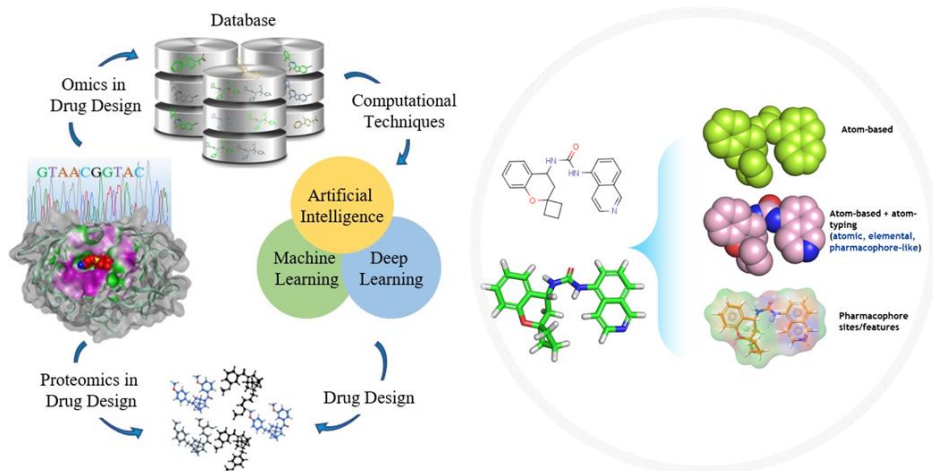 Database
Omics in
Drug Design
Computational
Techniques
GTAACGGTAC
Artificial
Intelligence
Machine
Learning
Deep
Learning
Proteomics in
Drug Design
Drug Design
O
HN
NH
O
N
Atom-based
Atom-based + atom-
typing
(atomic, elemental,
pharmacophore-like)
Pharmacophore
sites/features